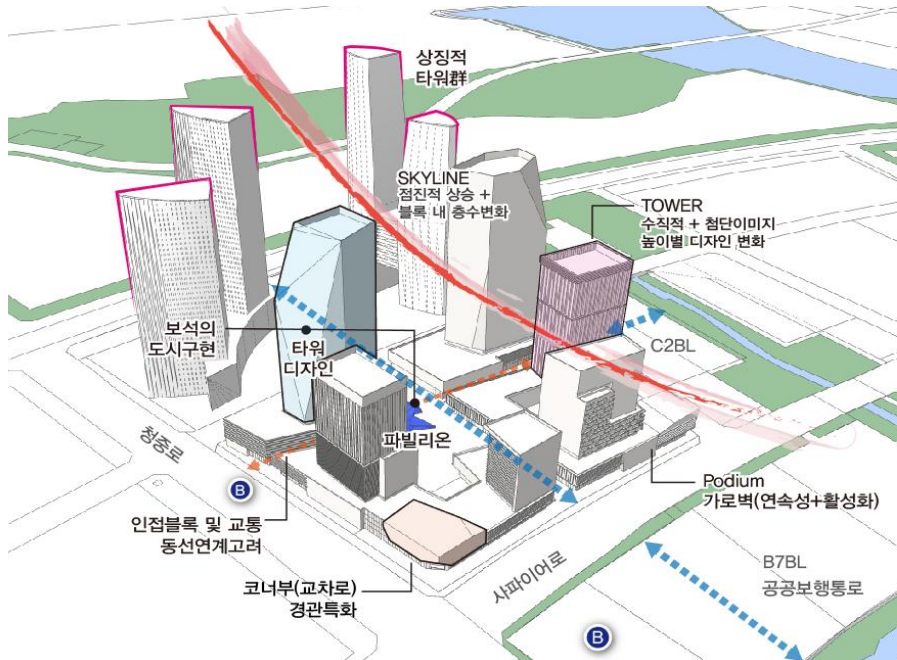 상징적
타워群
SKYLINE
점진적 상승 +
블록 내 층수변화
TOWER
수직적 + 첨단이미지
높이별 디자인 변화
보석의
도시구현
타워
디자인
C2BL
파빌리온
청중로
B
인접블록 및 교통
동선연계고려
Podium
가로벽(연속성+활성화)
코너부(교차로)
경관특화
사파이어로
B7BL
공공보행통로
B